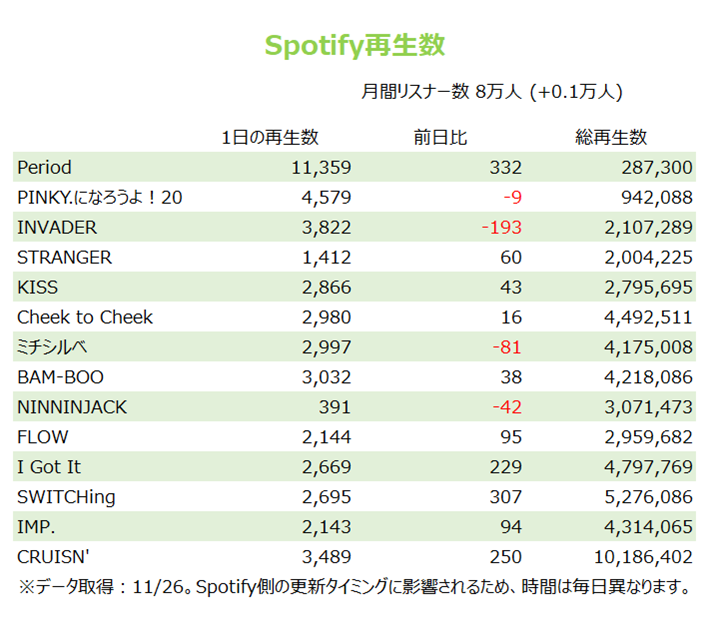 Spotify再生数
月間リスナー数 8万人 (+0.1万人)
1日の再生数 前日比 総再生数
Period 11,359 332 287,300
PINKY.になろうよ！20 4,579 -9 942,088
INVADER 3,822 -193 2,107,289
STRANGER 1,412 60 2,004,225
KISS 2,866 43 2,795,695
Cheek to Cheek 2,980 16 4,492,511
ミチシルベ 2,997 -81 4,175,008
BAM-BOO 3,032 38 4,218,086
NINNINJACK 391 -42 3,071,473
FLOW 2,144 95 2,959,682
I Got It 2,669 229 4,797,769
SWITCHing 2,695 307 5,276,086
IMP. 2,143 94 4,314,065
CRUISN' 3,489 250 10,186,402
※データ取得：11/26。Spotify側の更新タイミングに影響されるため、時間は毎日異なります。